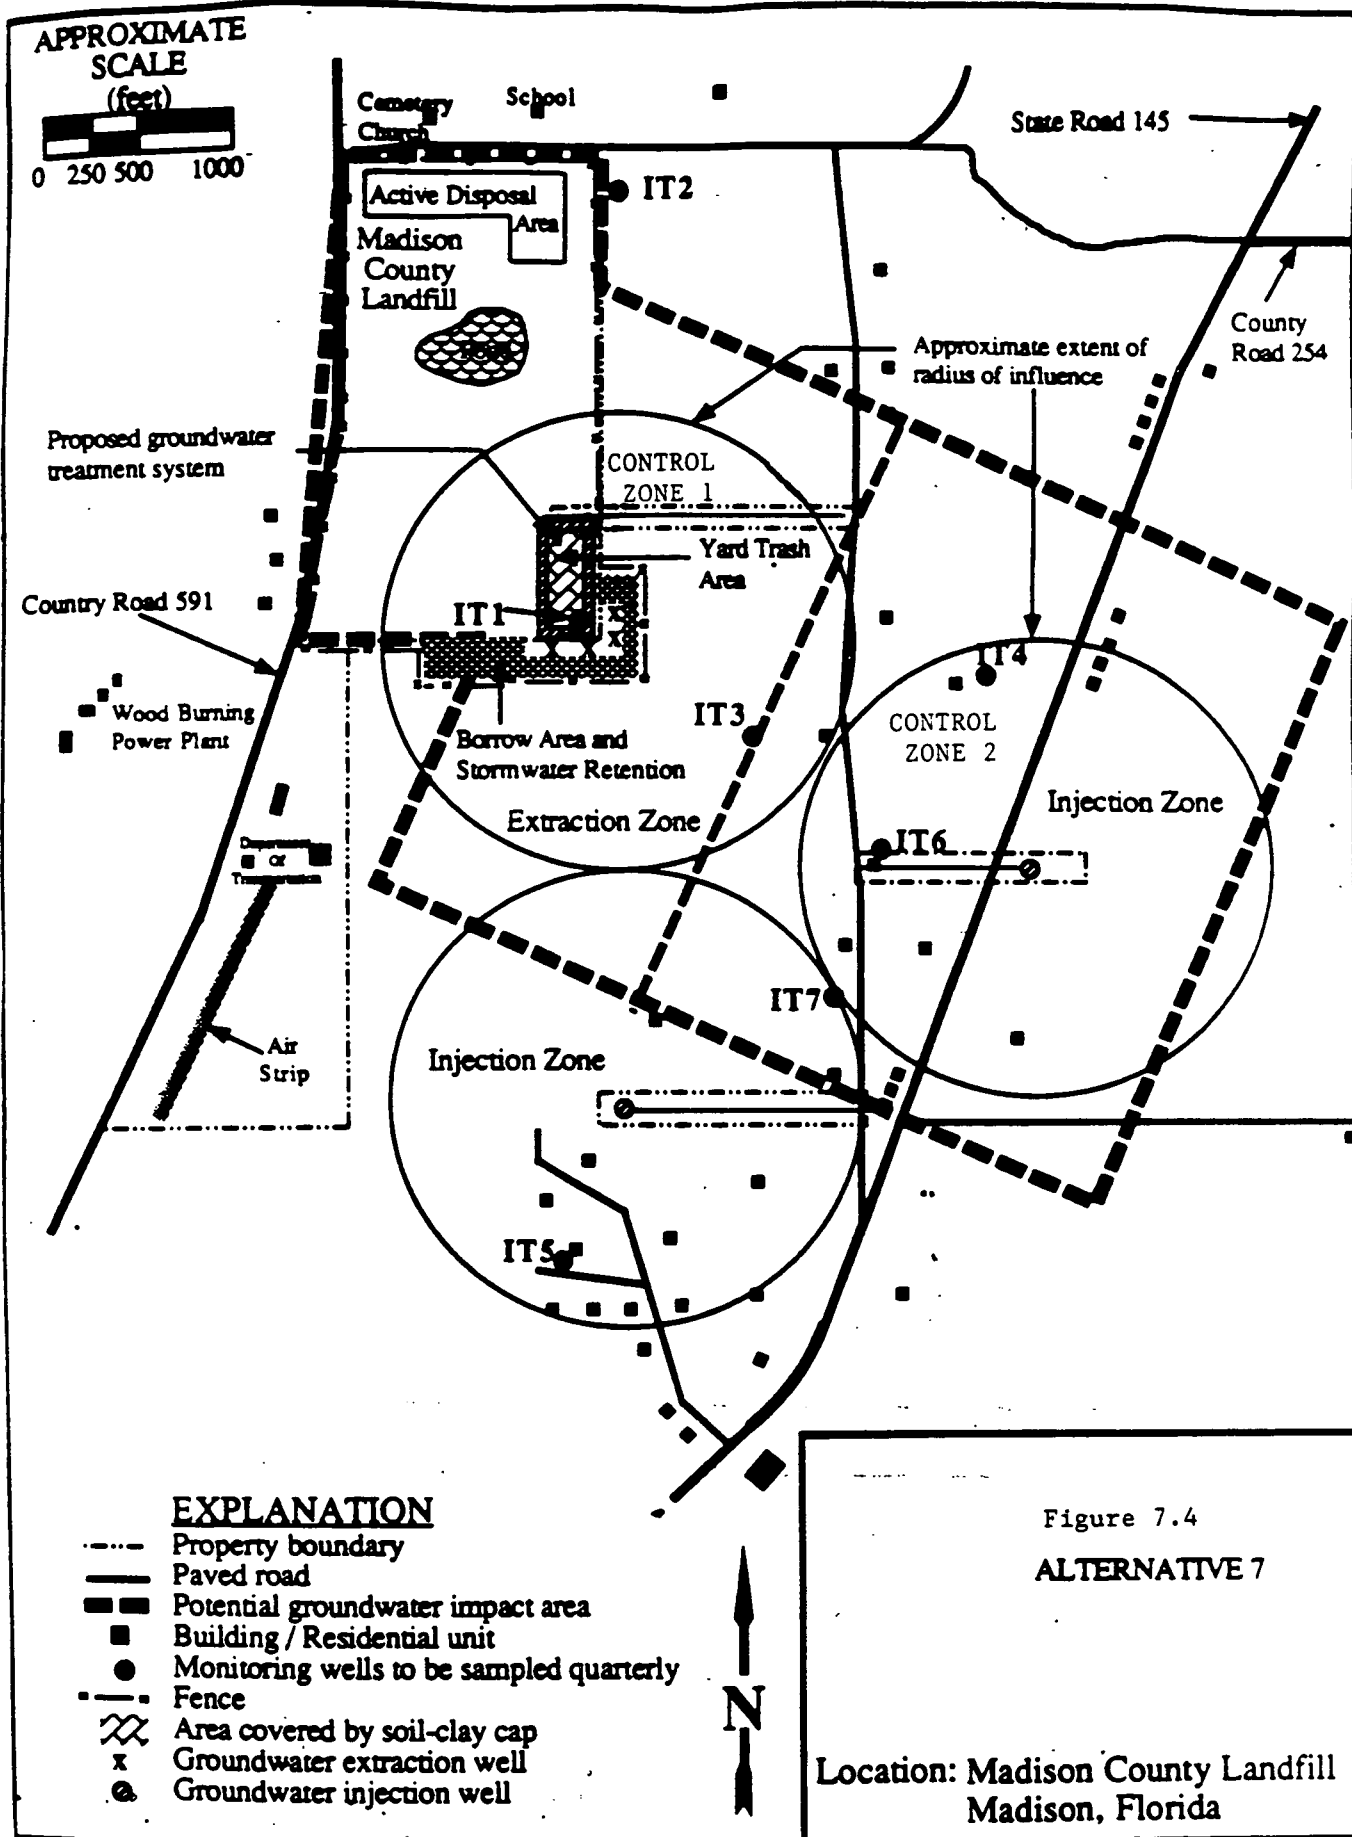 APPROXIMATE
SCALE
(feet)
0 250 500 1000
Cemetery
Church
School
State Road 145
IT2
Active Disposal
Area
Madison
County
Landfill
County
Road 254
Approximate extent of
radius of influence
Proposed groundwater
treatment system
CONTROL
ZONE 1
Yard Trash
Area
Country Road 591
IT1
IT4
IT3
CONTROL
ZONE 2
Wood Burning
Power Plant
Borrow Area and
Stormwater Retention
Injection Zone
Extraction Zone
IT6
Department
Of
Transportation
IT7
Air
Strip
Injection Zone
IT5
EXPLANATION
Property boundary
Paved road
Potential groundwater impact area
Building / Residential unit
Monitoring wells to be sampled quarterly
Fence
Area covered by soil-clay cap
x Groundwater extraction well
Groundwater injection well
N
Figure 7.4
ALTERNATIVE 7
Location: Madison County Landfill
Madison, Florida